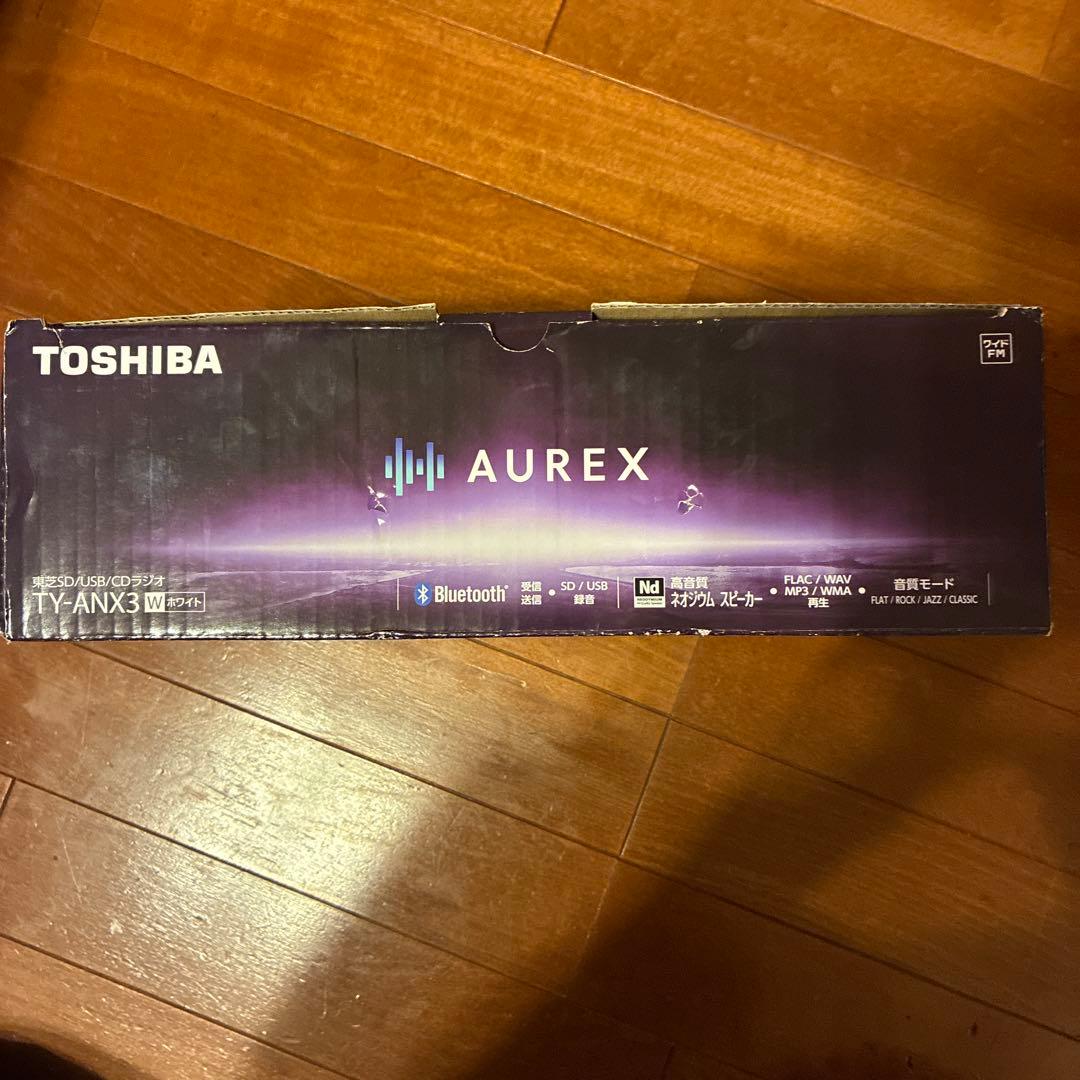 TOSHIBA
ワイド
FM
AUREX
東芝SD/USB/CDラジオ
TY-ANX3 W ホワイト
Bluetooth®
受信
送信
・
SD / USB
録音
Nd
高音質
ネオジウム スピーカー
・
FLAC / WAV
MP3 / WMA
再生
・
音質モード
FLAT / ROCK / JAZZ / CLASSIC